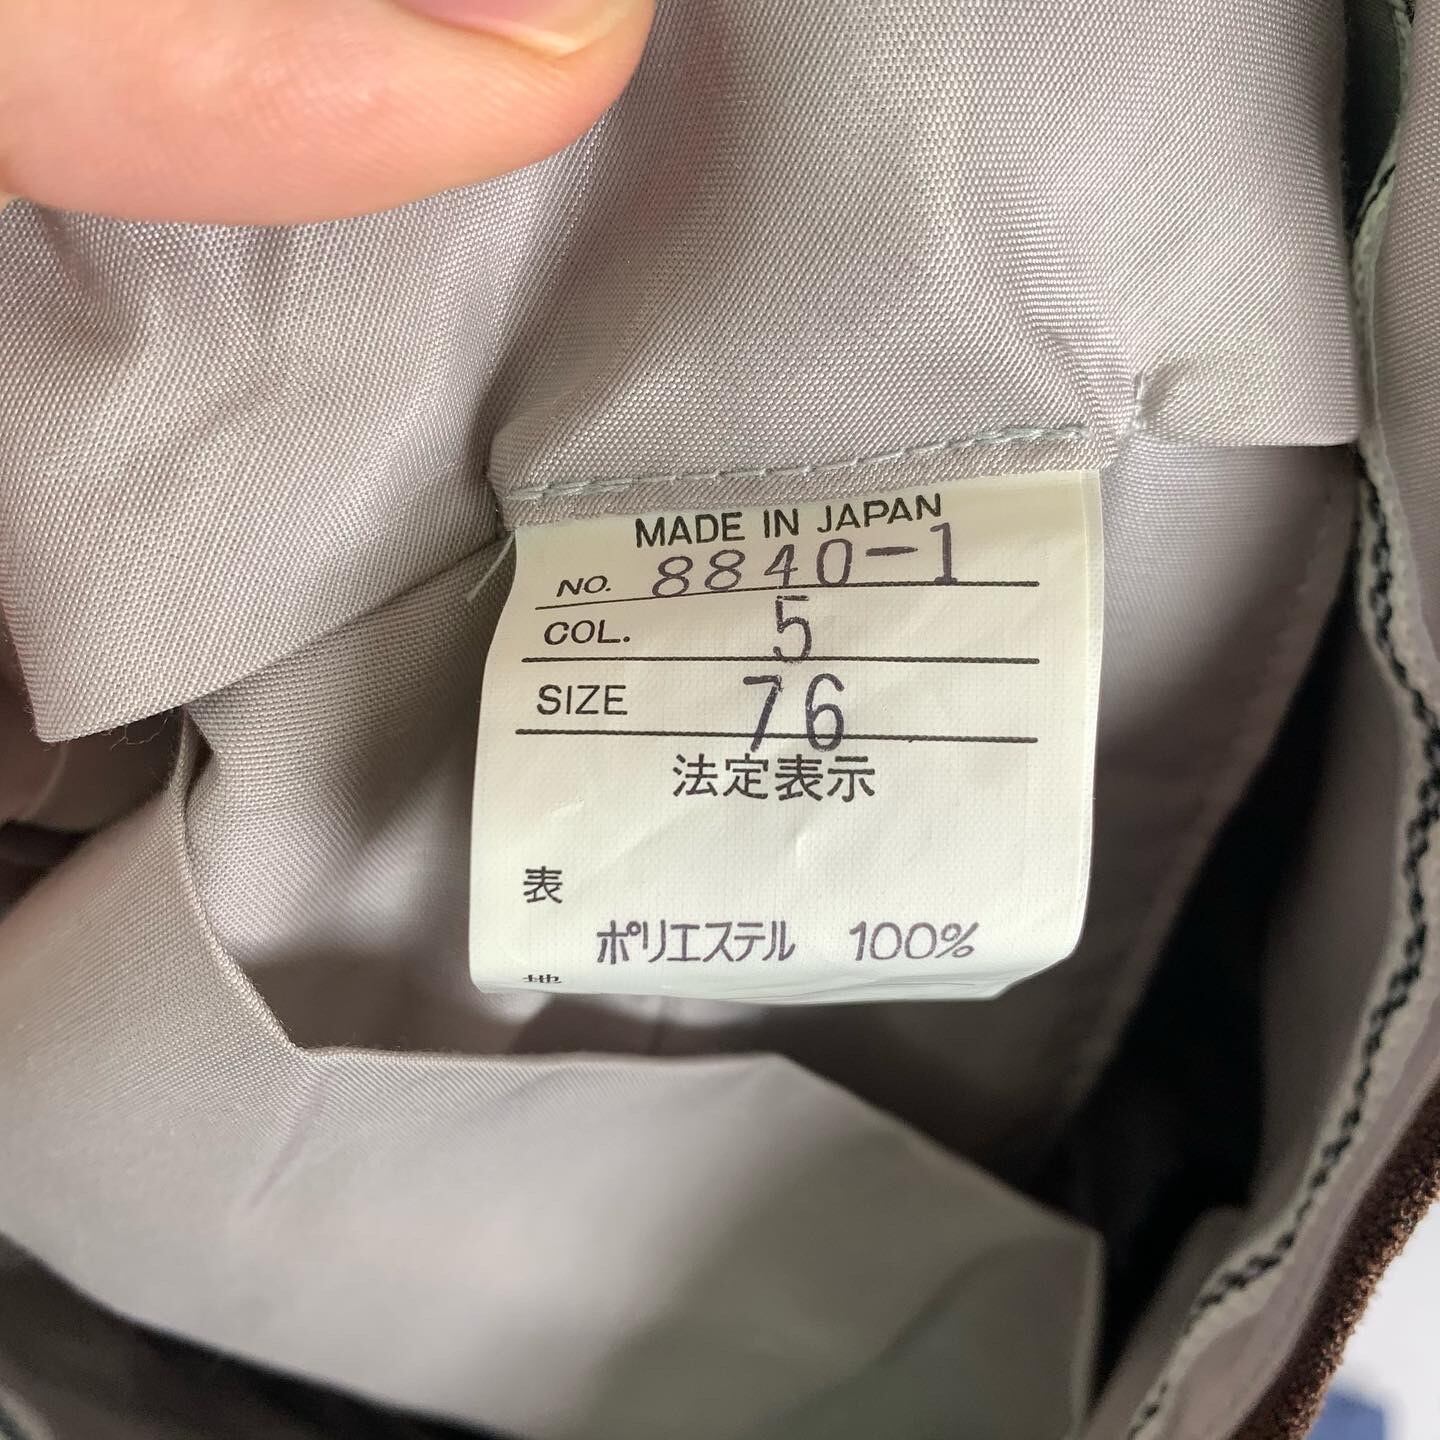 MADE IN JAPAN
NO. 8840-1
COL. 5
SIZE 76
法定表示
表
ポリエステル 100%